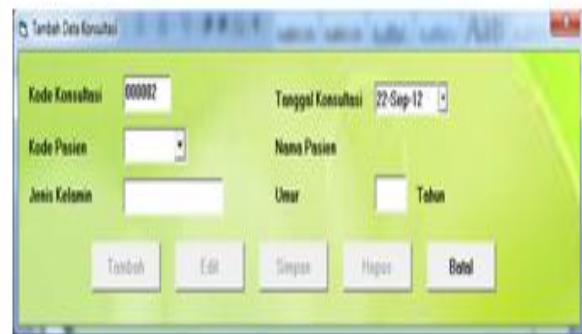 Tambah Data Konsultasi
Kode Konsultasi 000002 Tanggal Konsultasi 22-Sep-12
Kode Pasien Nama Pasien
Jenis Kelamin Umur Tahun
Tambah Edit Simpan Hapus Batal